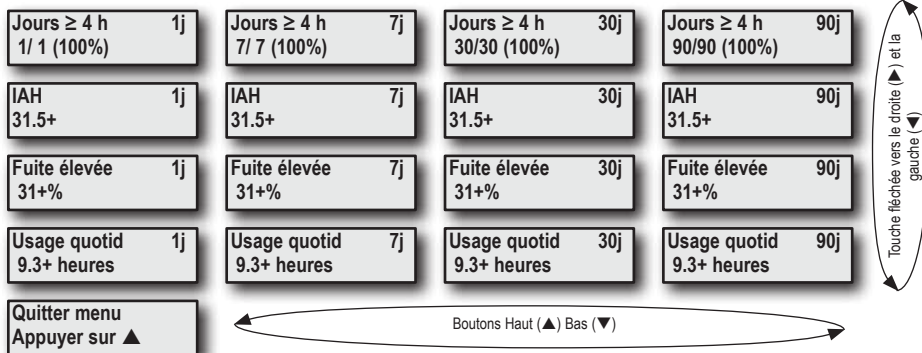 Jours ≥ 4 h 1j
1/ 1 (100%)
Jours ≥ 4 h 7j
7/ 7 (100%)
Jours ≥ 4 h 30j
30/30 (100%)
Jours ≥ 4 h 90j
90/90 (100%)
IAH 1j
31.5+
IAH 7j
31.5+
IAH 30j
31.5+
IAH 90j
31.5+
Fuite élevée 1j
31+%
Fuite élevée 7j
31+%
Fuite élevée 30j
31+%
Fuite élevée 90j
31+%
Usage quotid 1j
9.3+ heures
Usage quotid 7j
9.3+ heures
Usage quotid 30j
9.3+ heures
Usage quotid 90j
9.3+ heures
Quitter menu
Appuyer sur ▲
Boutons Haut (▲) Bas (▼)
Touche fléchée vers le droite (▶) et la
gauche (◀)